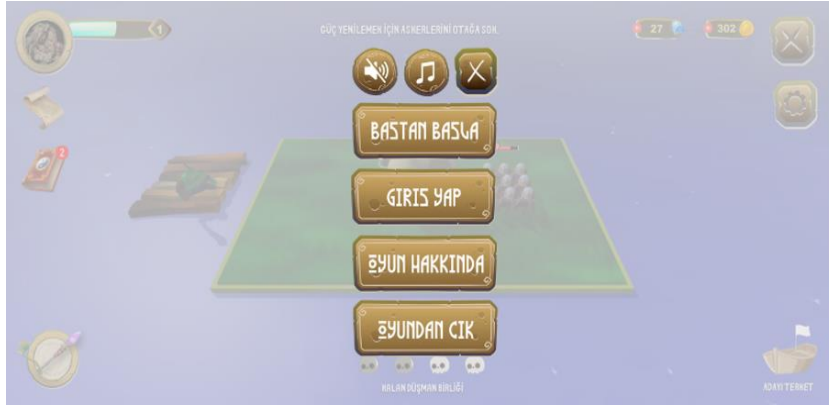 1
GÜÇ YENİLEMEK İÇİN ASKERLERİNİ OTAĞA SOK.
27
302
BASTAN BASLA
2
GIRIS YAP
OYUN HAKKINDA
OYUNDAN CIK
KALAN DÜŞMAN BİRLİĞİ
ADAYI TERKET